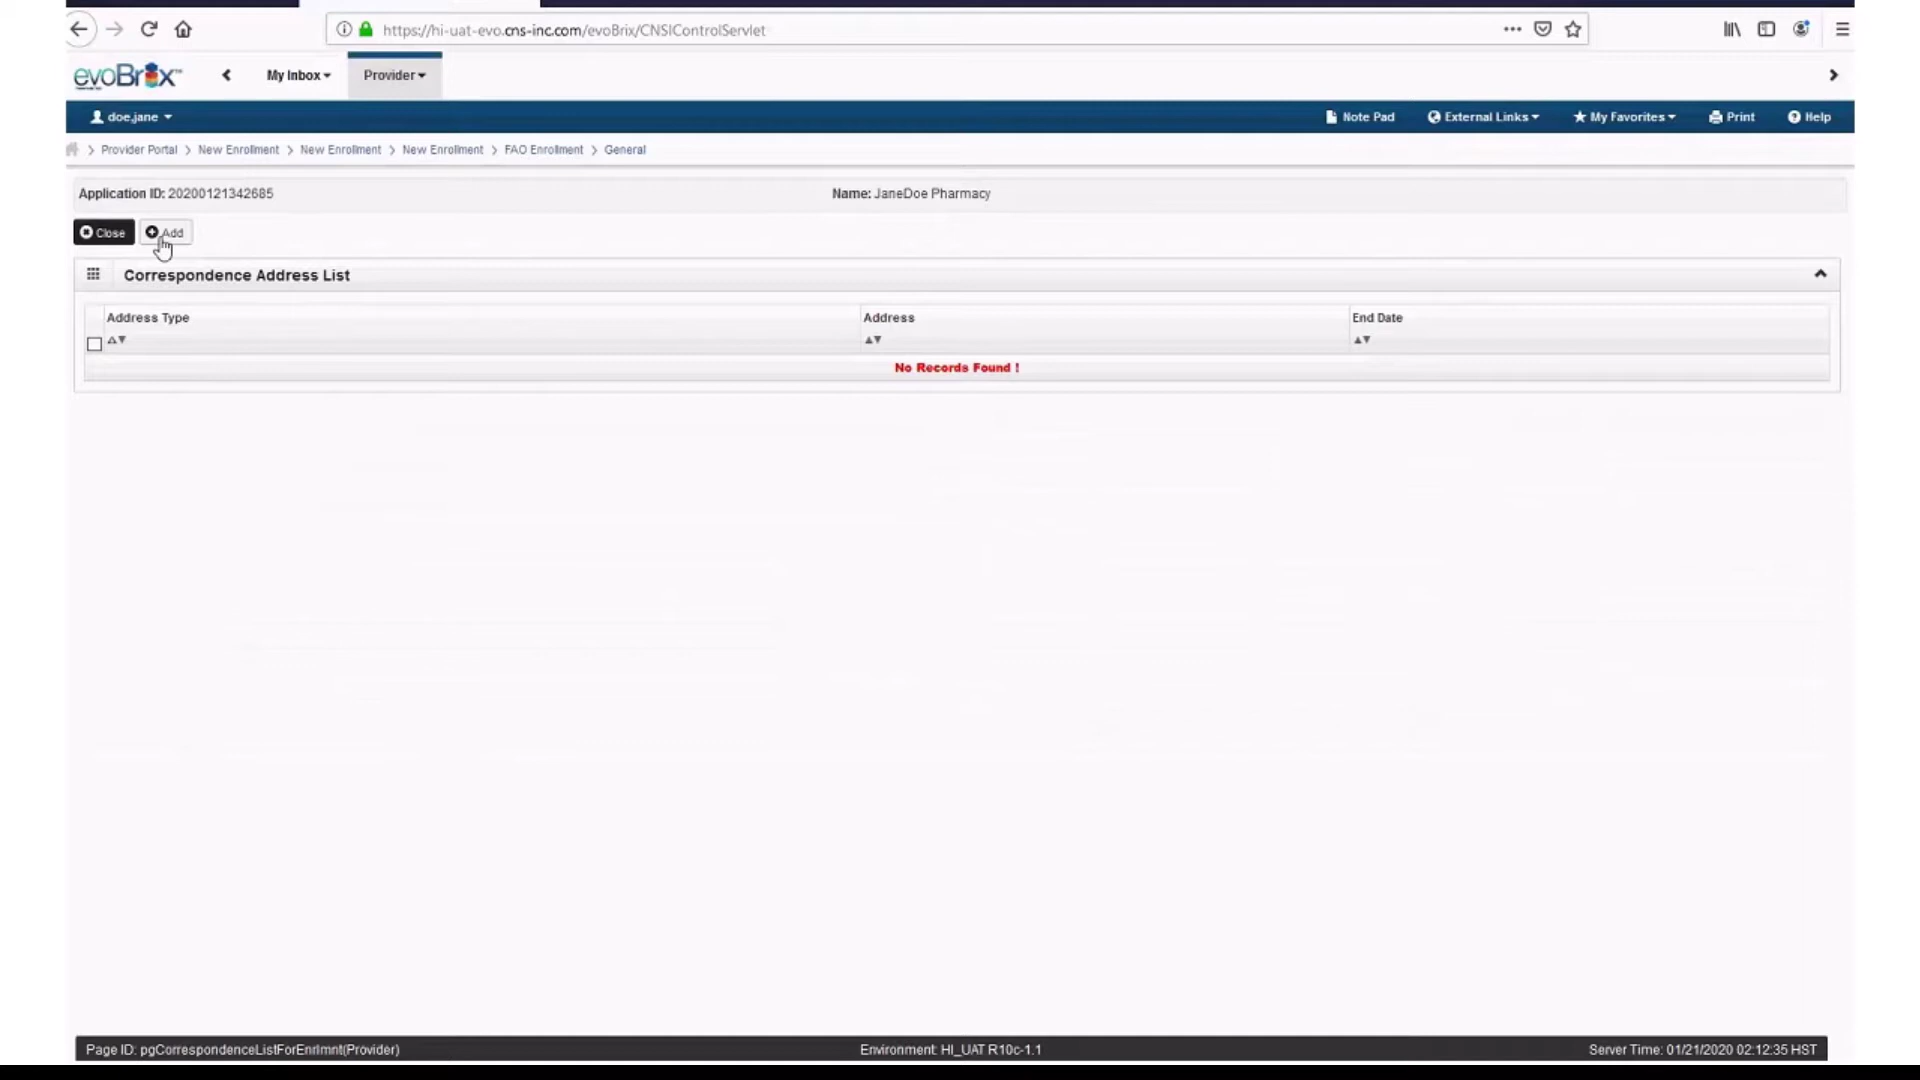 https://hi-uat-evo.cns-inc.com/evoBrix/CNSIControlServlet
evoBrix™ My Inbox Provider
doe,jane Note Pad External Links My Favorites Print Help
> Provider Portal > New Enrollment > New Enrollment > New Enrollment > FAO Enrollment > General
Application ID: 20200121342685 Name: JaneDoe Pharmacy
Close Add
Correspondence Address List
Address Type Address End Date
No Records Found !
Page ID: pgCorrespondenceListForEnrlmnt(Provider) Environment: HI_UAT R10c-1.1 Server Time: 01/21/2020 02:12:35 HST